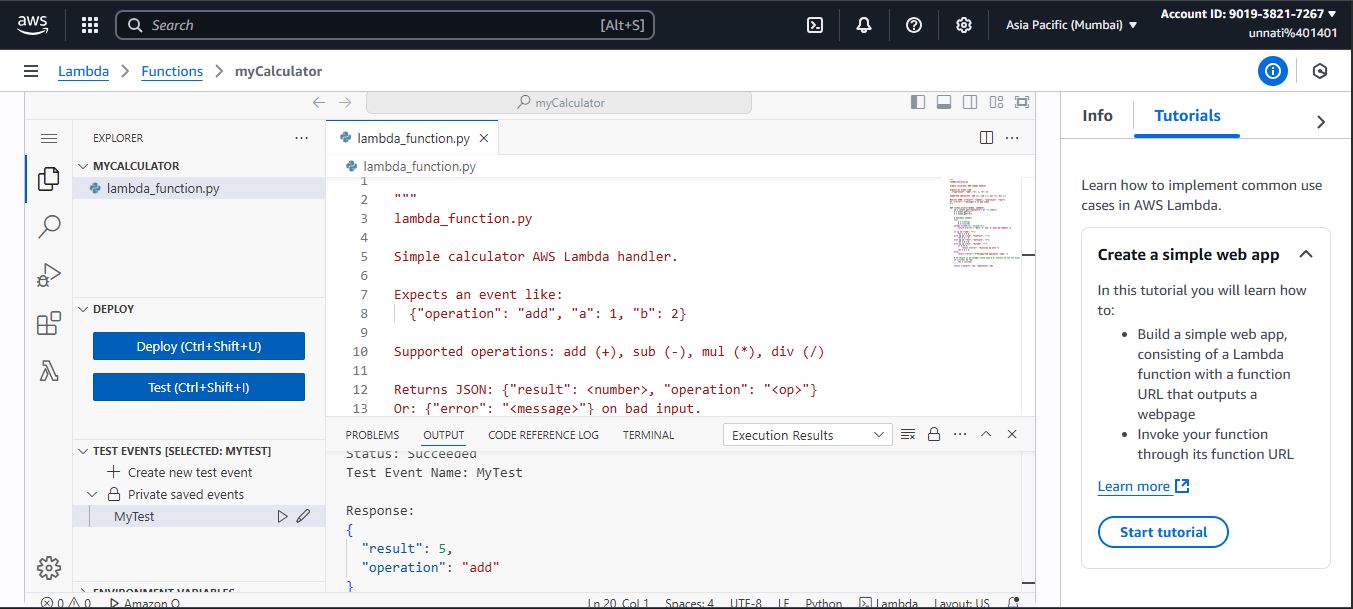 aws
Search
[Alt+S]
Asia Pacific (Mumbai)
Account ID: 9019-3821-7267
unnati%401401
Lambda
Functions
myCalculator
myCalculator
Info
Tutorials
EXPLORER
MYCALCULATOR
lambda_function.py
DEPLOY
Deploy (Ctrl+Shift+U)
Test (Ctrl+Shift+I)
TEST EVENTS [SELECTED: MYTEST]
Create new test event
Private saved events
MyTest
ENVIRONMENT VARIABLES
lambda_function.py
lambda_function.py
1
2 """
3 lambda_function.py
4
5 Simple calculator AWS Lambda handler.
6
7 Expects an event like:
8 {"operation": "add", "a": 1, "b": 2}
9
10 Supported operations: add (+), sub (-), mul (*), div (/)
11
12 Returns JSON: {"result": <number>, "operation": "<op>"}
13 Or: {"error": "<message>"} on bad input.
PROBLEMS
OUTPUT
CODE REFERENCE LOG
TERMINAL
Execution Results
Status: Succeeded
Test Event Name: MyTest
Response:
{
"result": 5,
"operation": "add"
}
0 0
Amazon Q
Ln 20, Col 1
Spaces: 4
UTF-8
LF
Python
Lambda
Layout: US
Learn how to implement common use
cases in AWS Lambda.
Create a simple web app
In this tutorial you will learn how
to:
• Build a simple web app,
consisting of a Lambda
function with a function
URL that outputs a
webpage
• Invoke your function
through its function URL
Learn more
Start tutorial